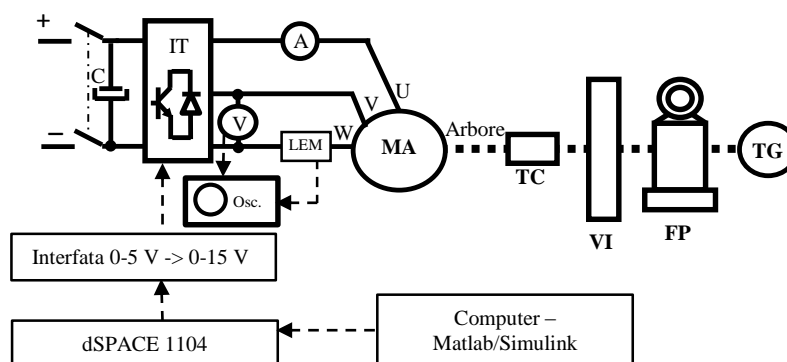 +
IT
A
C
U
V
V
W
LEM
MA
Arbore
TC
VI
FP
TG
–
Osc.
Interfata 0-5 V -> 0-15 V
dSPACE 1104
Computer –
Matlab/Simulink